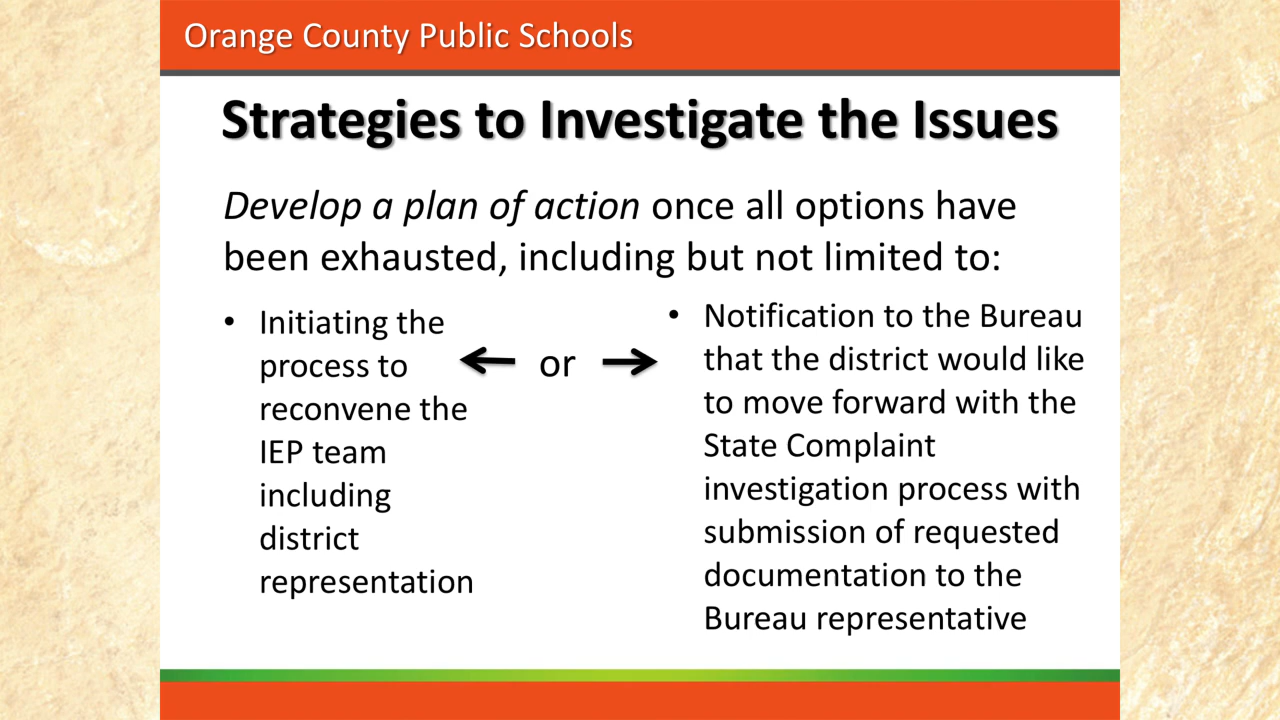 Orange County Public Schools
Strategies to Investigate the Issues
Develop a plan of action once all options have
been exhausted, including but not limited to:
• Initiating the
process to
reconvene the
IEP team
including
district
representation
or
• Notification to the Bureau
that the district would like
to move forward with the
State Complaint
investigation process with
submission of requested
documentation to the
Bureau representative